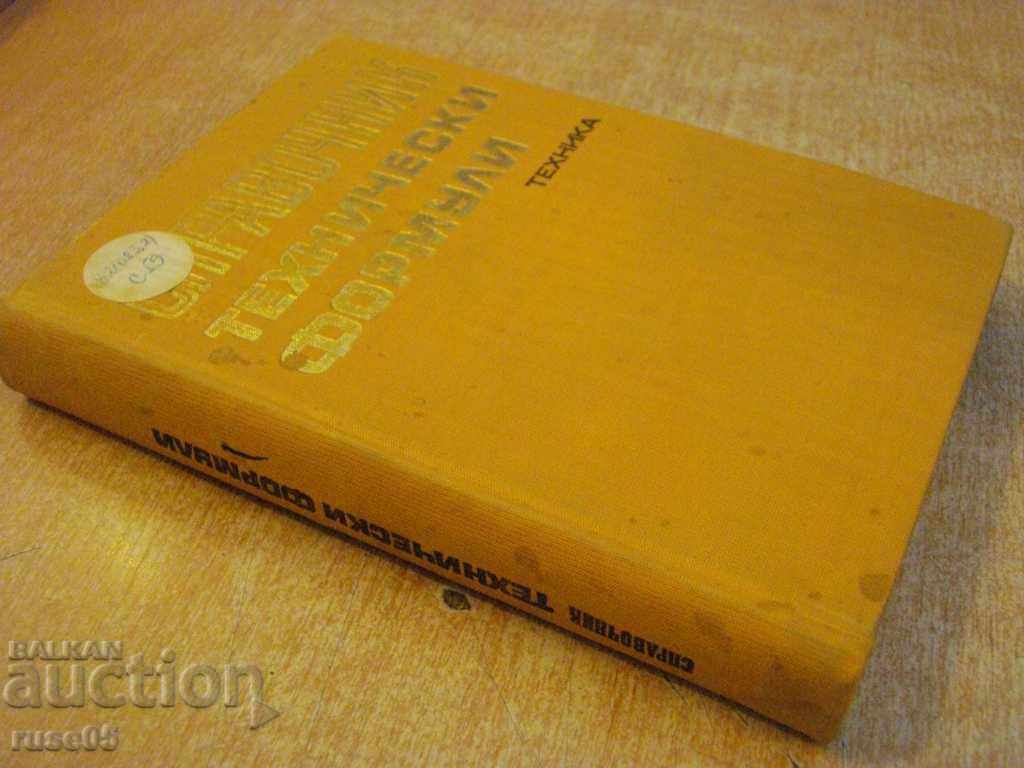 СПРАВОЧНИК
ТЕХНИЧЕСКИ
ФОРМУЛИ
ТЕХНИКА
СПРАВОЧНИК ТЕХНИЧЕСКИ ФОРМУЛИ
BALKAN
auction
ruse05